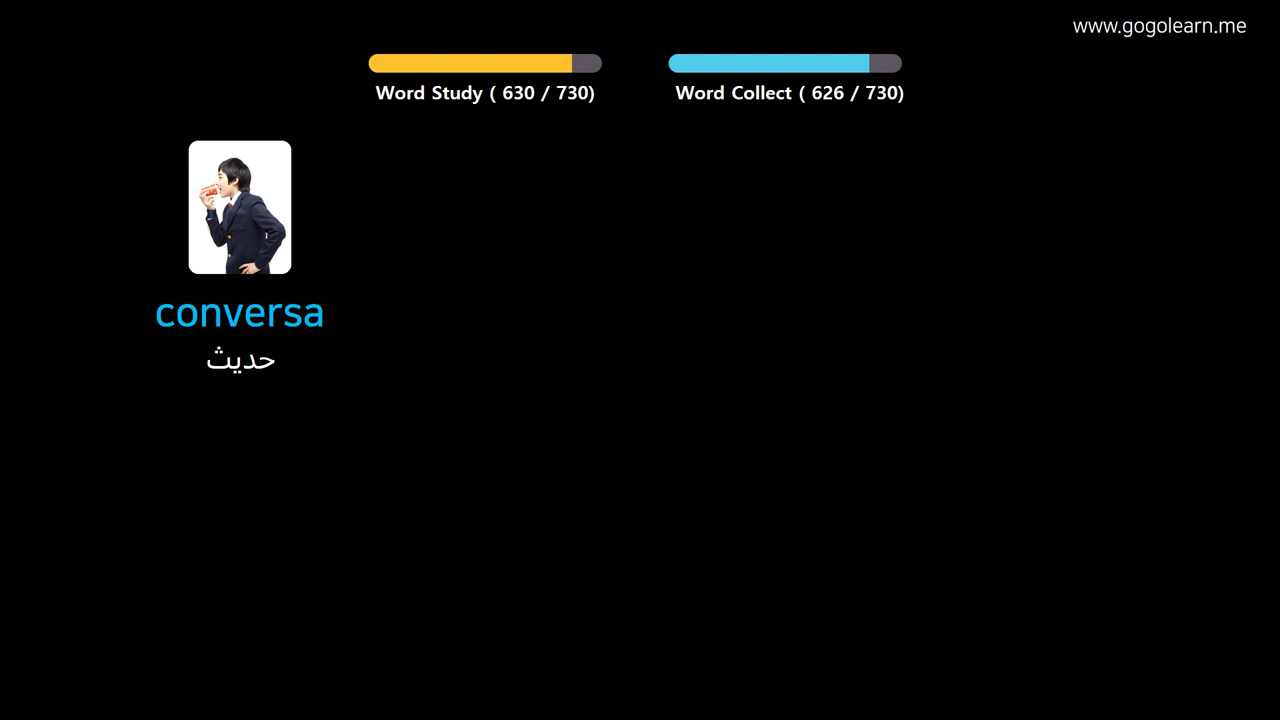 www.gogolearn.me
Word Study ( 630 / 730)
Word Collect ( 626 / 730)
conversa
حديث